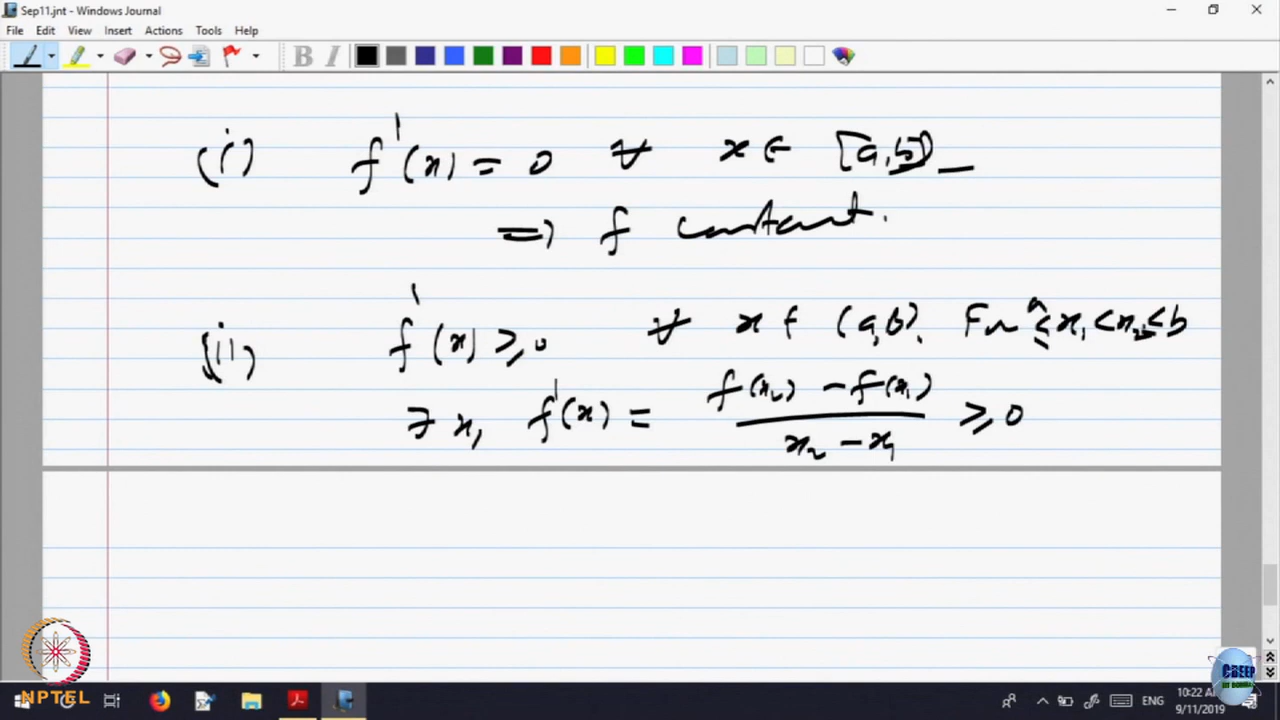 Sep11.jnt - Windows Journal
File Edit View Insert Actions Tools Help
B I
(i) f'(x) = 0 ∀ x ∈ [a,b]
=> f constant.
(ii) f'(x) ≥ 0 ∀ x ∈ (a,b). For a ≤ x₁ < x₂ ≤ b
∃ x, f'(x) = (f(x₂) - f(x₁)) / (x₂ - x₁) ≥ 0
NPTEL
CDEEP
ENG
10:22
9/11/2019